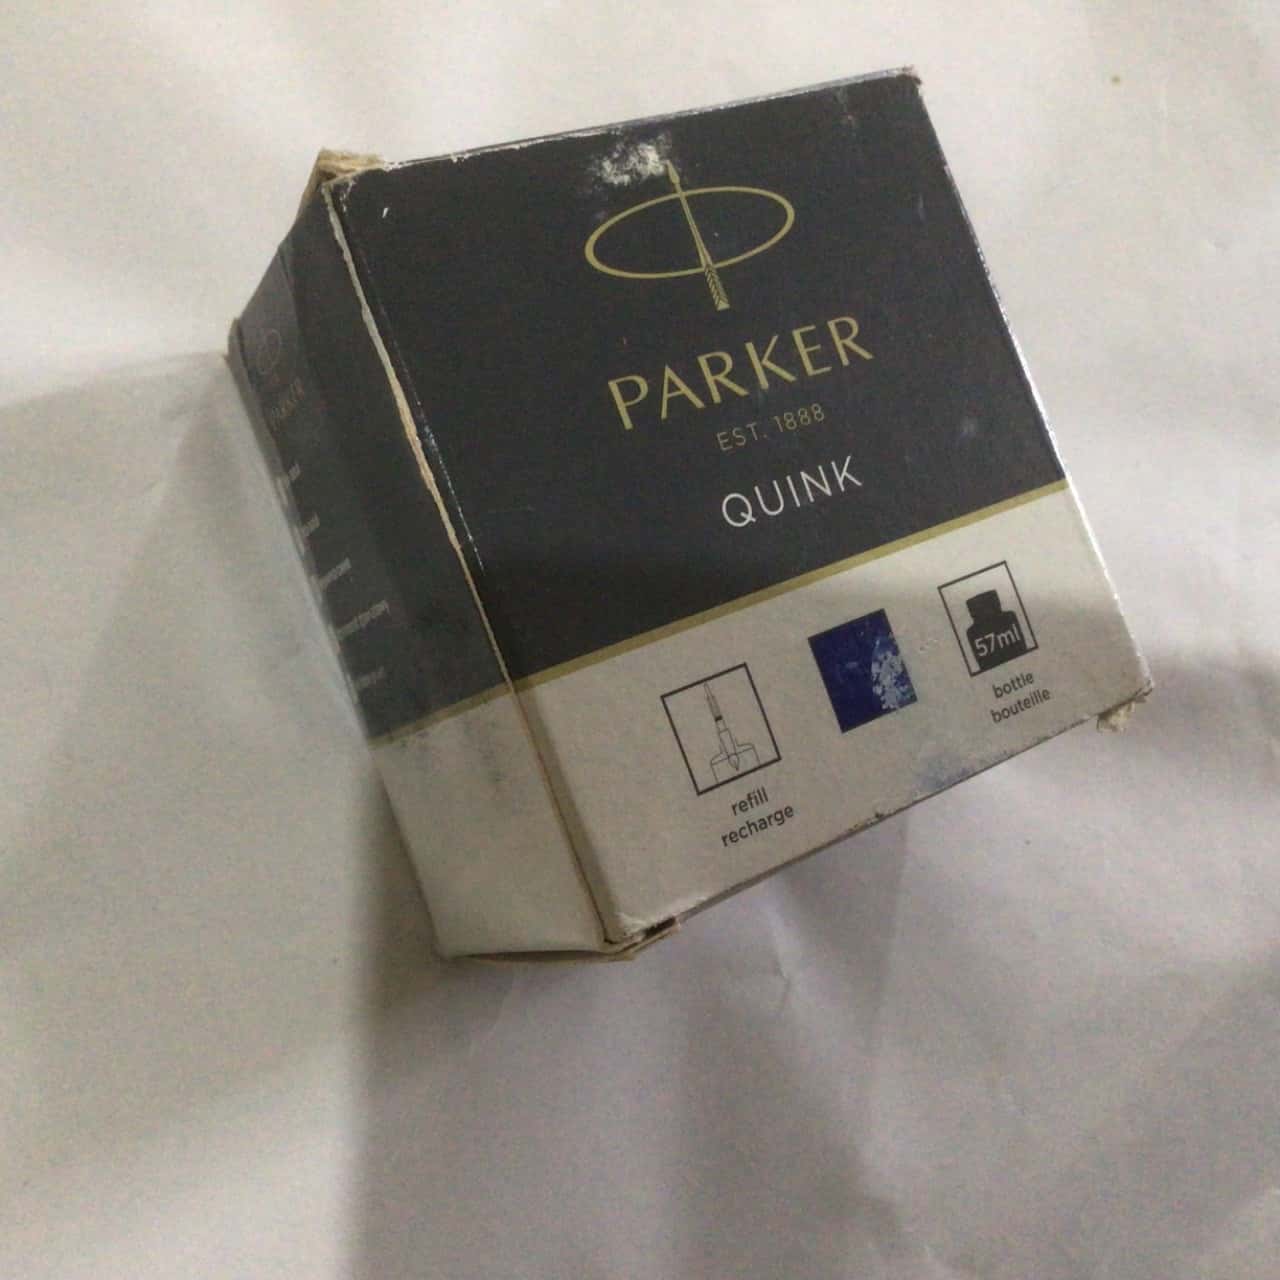 PARKER
EST. 1888
QUINK
57ml
bottle
bouteille
refill
recharge
PARKER